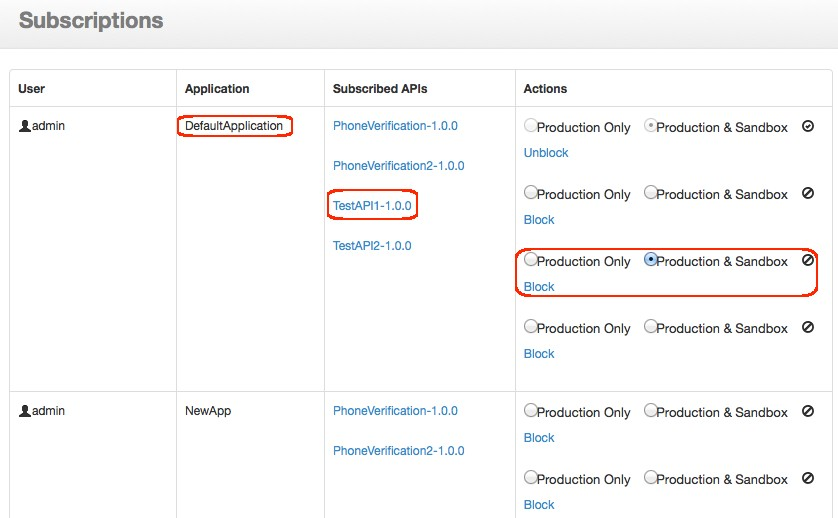 Subscriptions
User Application Subscribed APIs Actions
admin DefaultApplication PhoneVerification-1.0.0 Production Only Production & Sandbox
Unblock
PhoneVerification2-1.0.0
Production Only Production & Sandbox
TestAPI1-1.0.0
Block
TestAPI2-1.0.0
Production Only Production & Sandbox
Block
Production Only Production & Sandbox
Block
admin NewApp PhoneVerification-1.0.0 Production Only Production & Sandbox
Block
PhoneVerification2-1.0.0
Production Only Production & Sandbox
Block